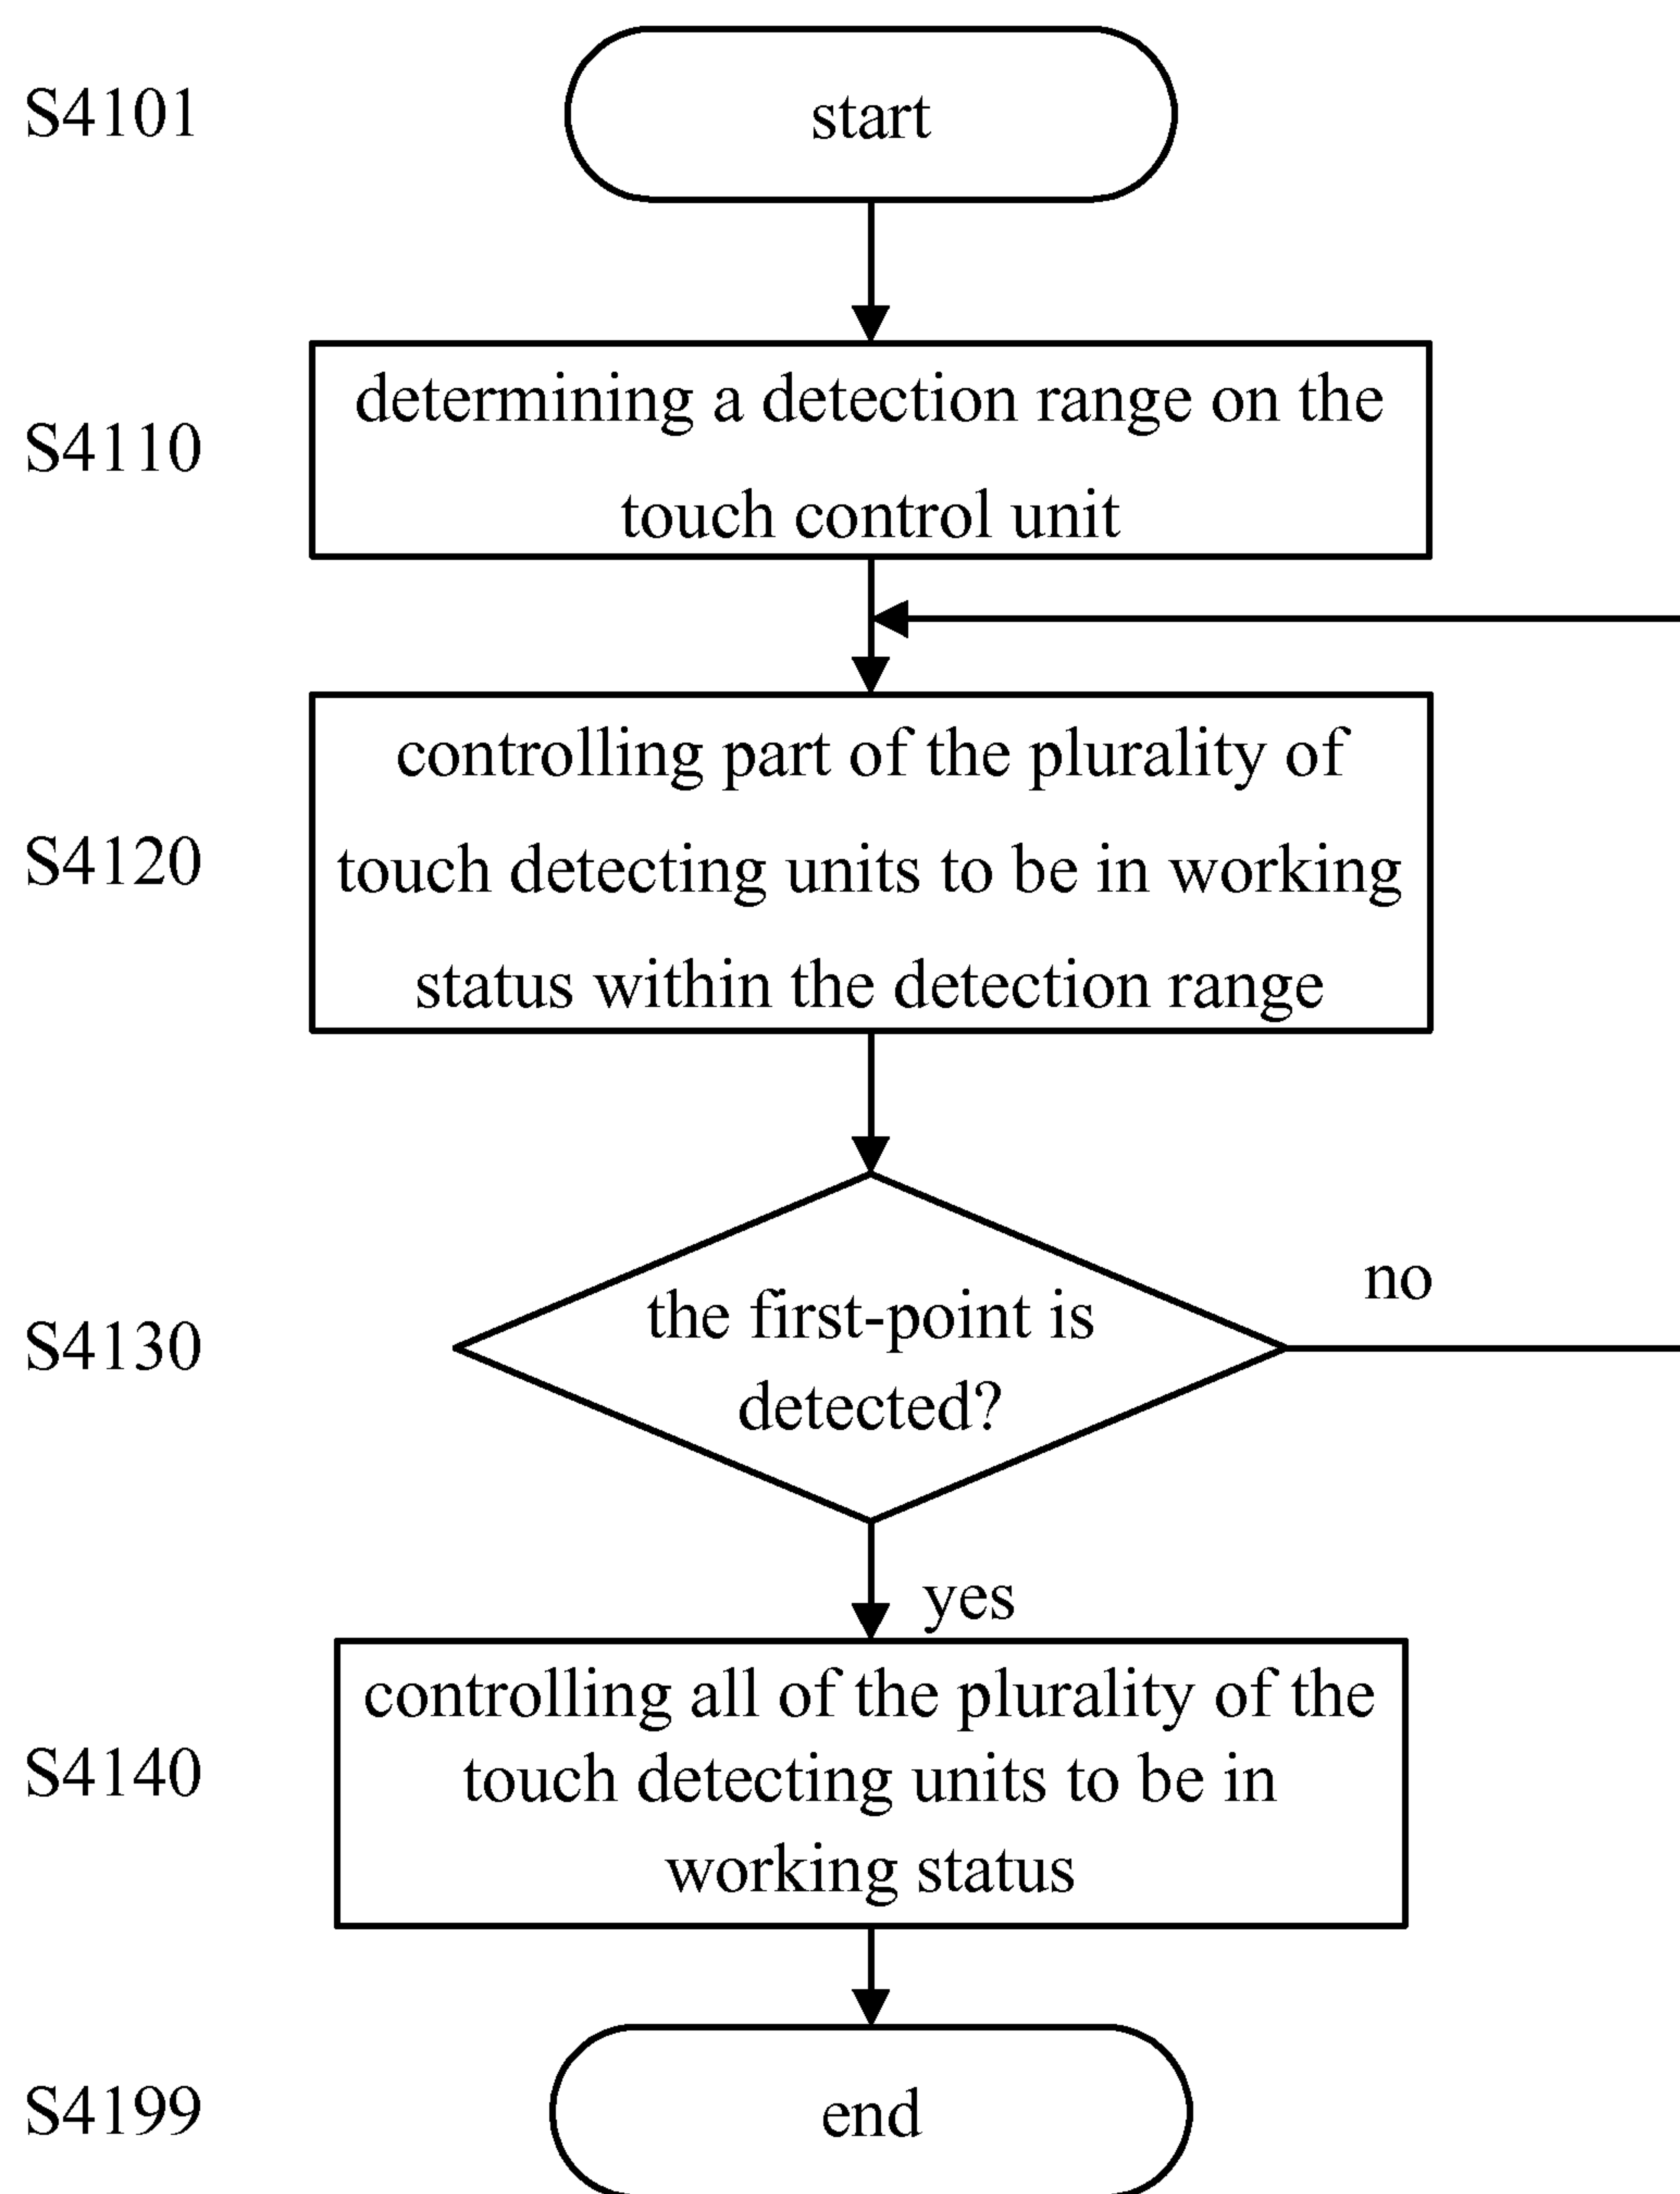 S4101
start
S4110
determining a detection range on the
touch control unit
S4120
controlling part of the plurality of
touch detecting units to be in working
status within the detection range
S4130
the first-point is
detected?
no
yes
S4140
controlling all of the plurality of the
touch detecting units to be in
working status
S4199
end